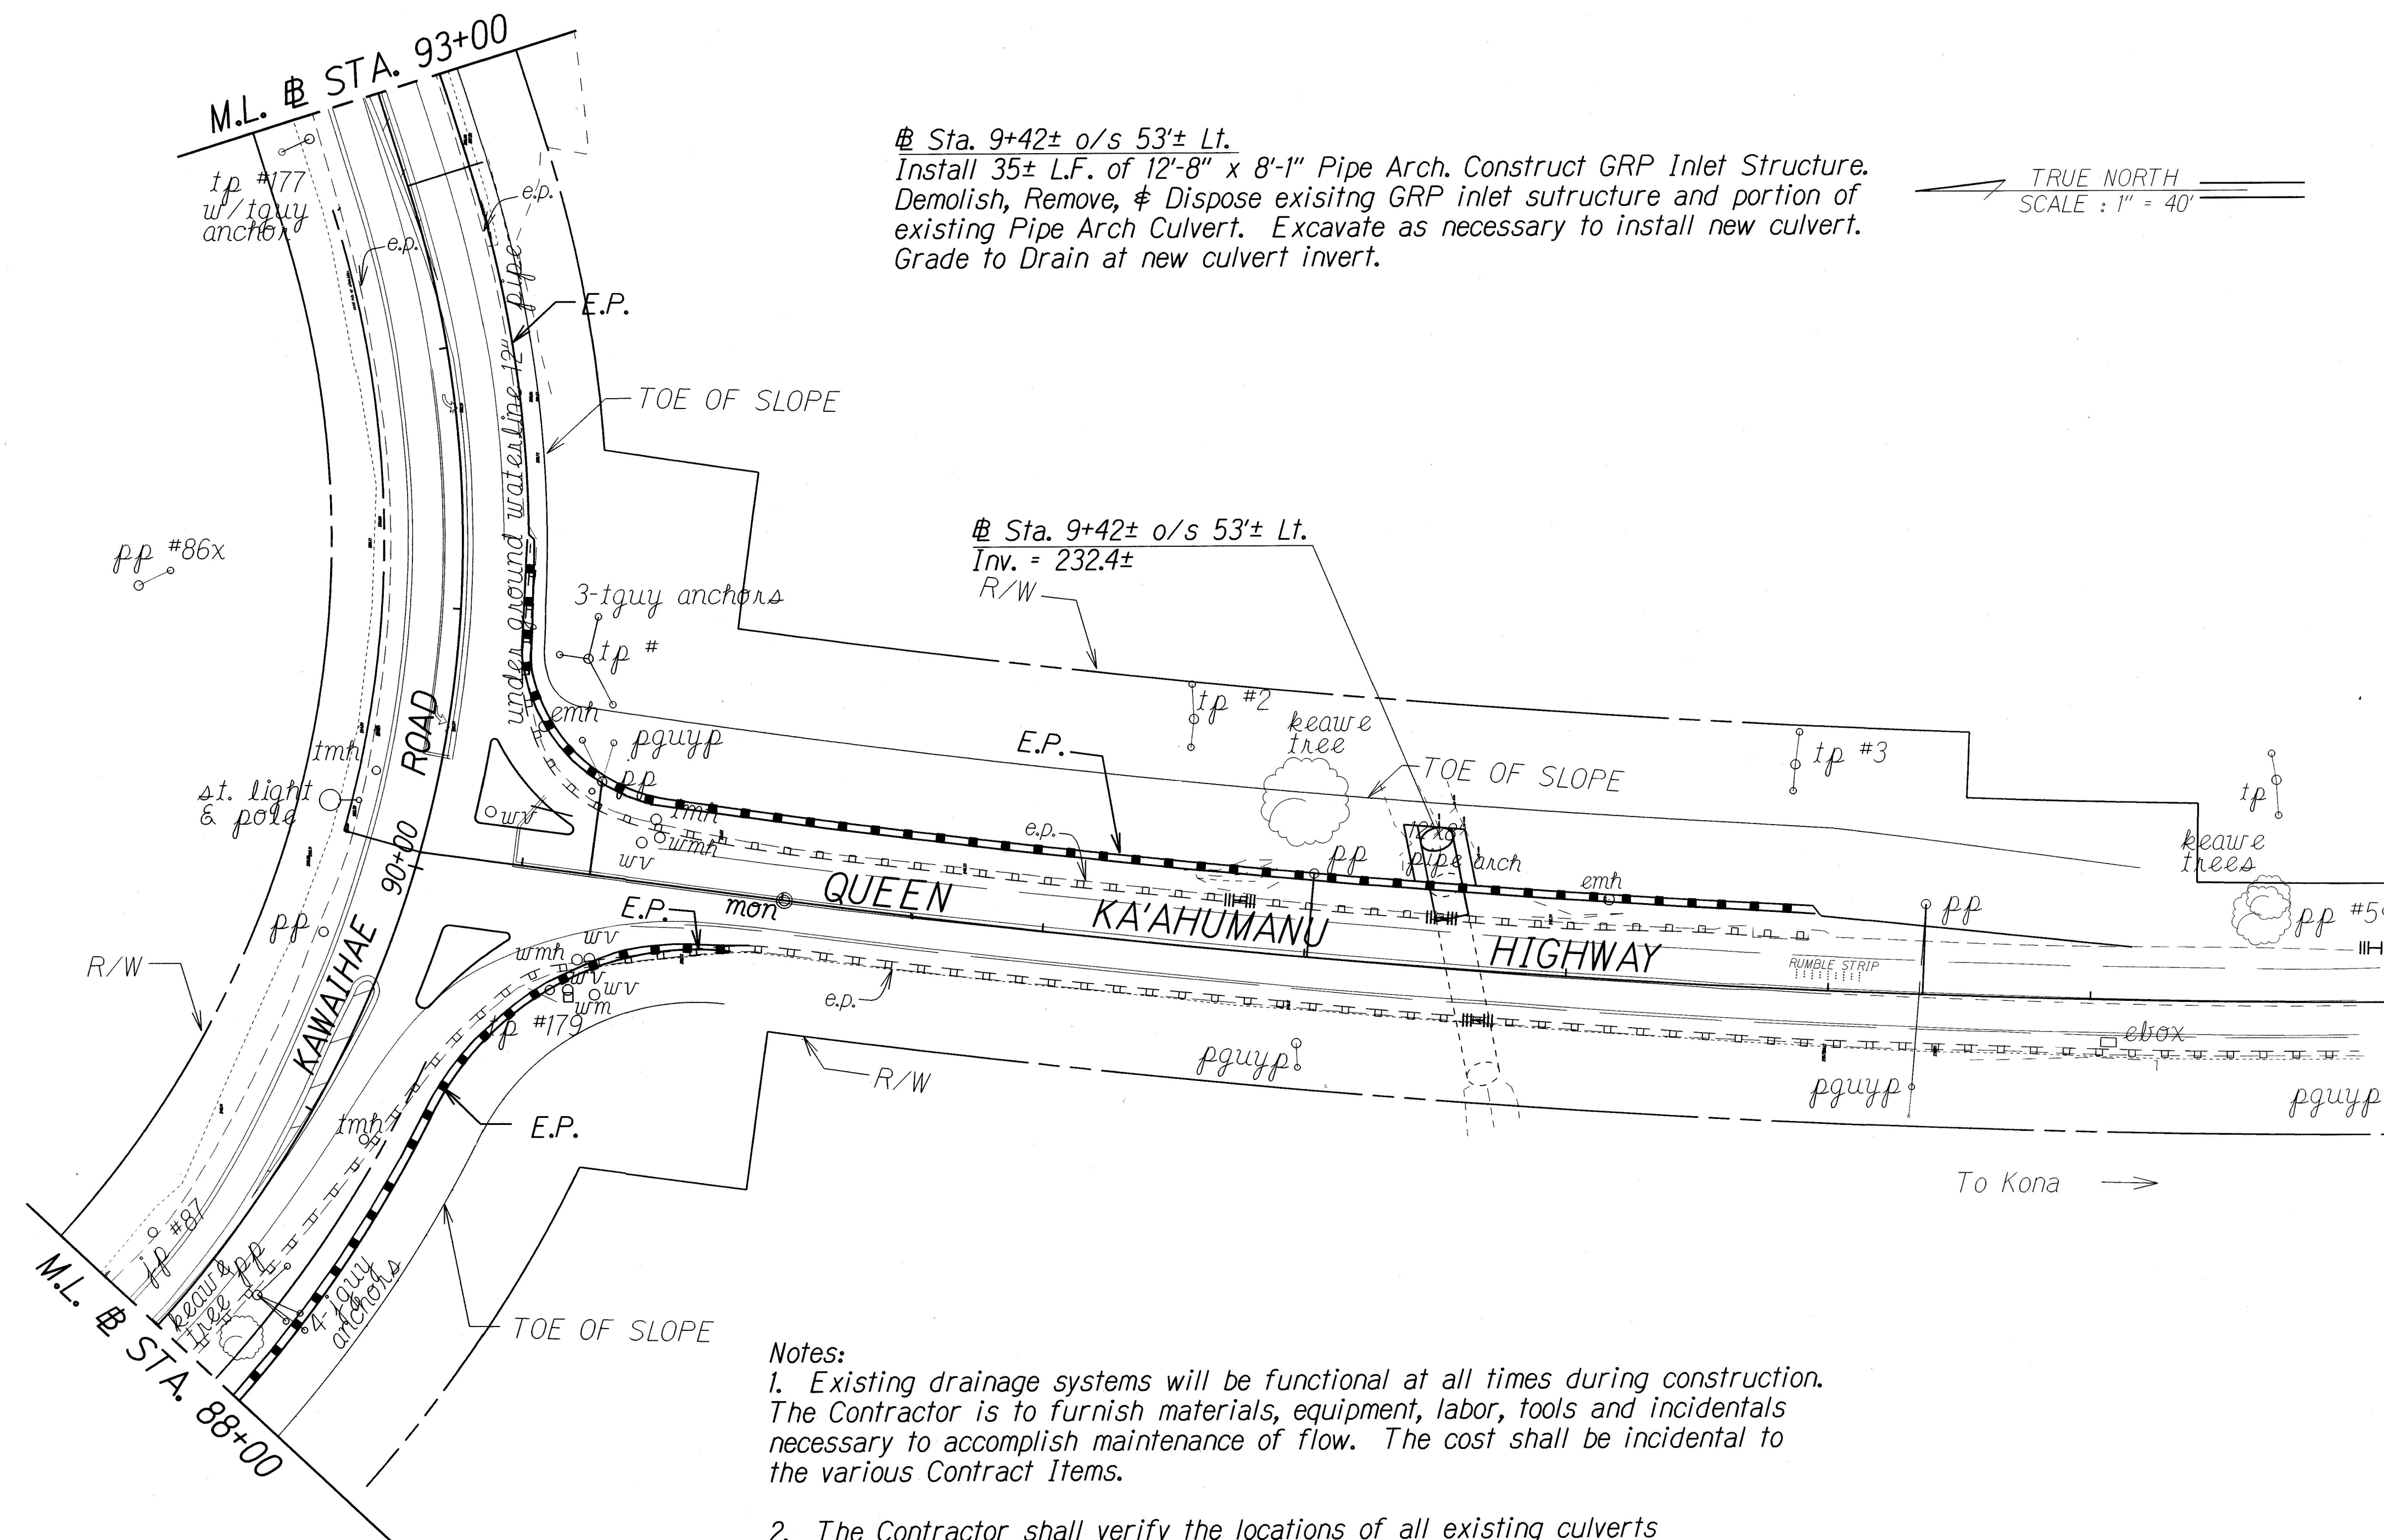 M.L. BL STA. 93+00
BL Sta. 9+42± o/s 53'± Lt.
Install 35± L.F. of 12'-8" x 8'-1" Pipe Arch. Construct GRP Inlet Structure.
Demolish, Remove, & Dispose exisitng GRP inlet sutructure and portion of
existing Pipe Arch Culvert. Excavate as necessary to install new culvert.
Grade to Drain at new culvert invert.
TRUE NORTH
SCALE : 1" = 40'
tp #177
w/tguy
anchor
e.p.
e.p.
E.P.
under ground waterline 12" pipe
TOE OF SLOPE
pp #86x
BL Sta. 9+42± o/s 53'± Lt.
Inv. = 232.4±
R/W
3-tguy anchors
tp #
tp #2
keawe
tree
E.P.
TOE OF SLOPE
tp #3
tp
keawe
trees
emh
pguyp
pp
tmh
st. light
& pole
wv
tmh
wmh
wv
e.p.
12'x8'
pipe arch
pp
emh
pp
pp #5
KAWAIHAE ROAD
90+00
mon
QUEEN KA'AHUMANU HIGHWAY
RUMBLE STRIP
E.P.
pp
wv
wmh
wv
wv
wm
tp #179
e.p.
R/W
R/W
pguyp
ebox
pguyp
pguyp
tmh
E.P.
To Kona
jp #87
keawe
tree
pp
4-jguy
anchors
TOE OF SLOPE
M.L. BL STA. 88+00
Notes:
1. Existing drainage systems will be functional at all times during construction.
The Contractor is to furnish materials, equipment, labor, tools and incidentals
necessary to accomplish maintenance of flow. The cost shall be incidental to
the various Contract Items.
2. The Contractor shall verify the locations of all existing culverts